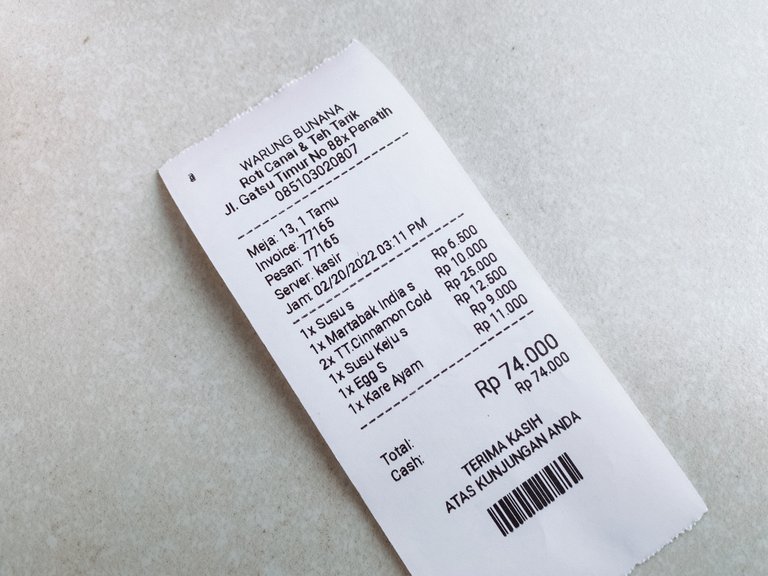 WARUNG BUNANA
Roti Canai & Teh Tarik
Jl. Gatsu Timur No 88x Penatih
085103020807
Meja: 13, 1 Tamu
Invoice: 77165
Pesan: 77165
Server: kasir
Jam: 02/20/2022 03:11 PM
1x Susu s Rp 6,500
1x Martabak India s Rp 10.000
2x TT.Cinnamon Cold Rp 25.000
1x Susu Keju s Rp 12,500
1x Egg S Rp 9.000
1x Kare Ayam Rp 11.000
Total: Rp 74.000
Cash: Rp 74.000
TERIMA KASIH
ATAS KUNJUNGAN ANDA